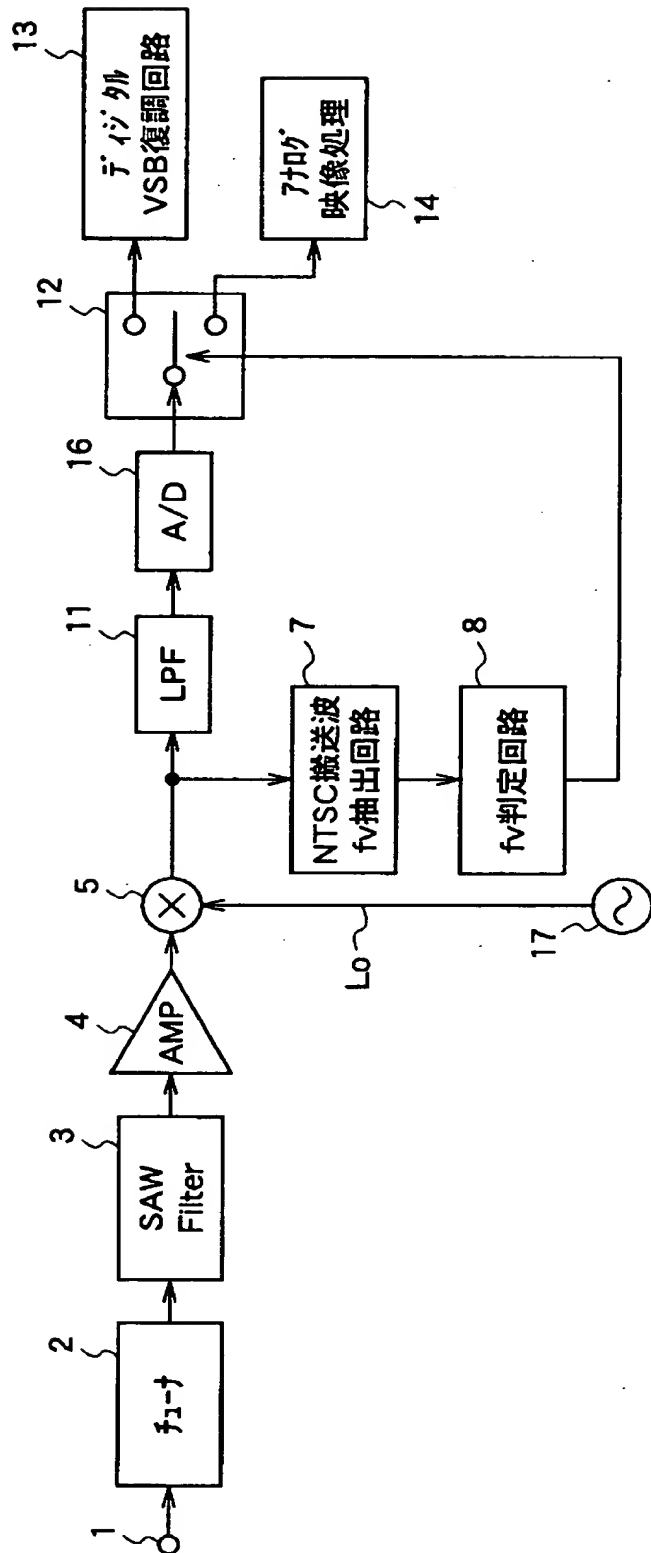 1
2
チューナ
3
SAW
Filter
4
AMP
5
Lo
17
11
LPF
16
A/D
12
13
ディジタル
VSB復調回路
アナログ
映像処理
14
7
NTSC搬送波
fv抽出回路
8
fv判定回路